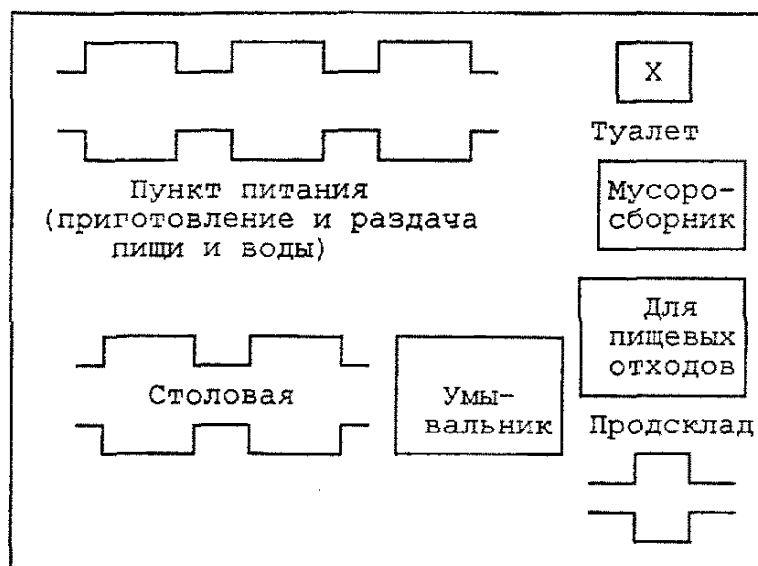 Х
Туалет
Пункт питания
(приготовление и раздача
пищи и воды)
Мусоро-
сборник
Для
пищевых
отходов
Столовая
Умы-
вальник
Продсклад